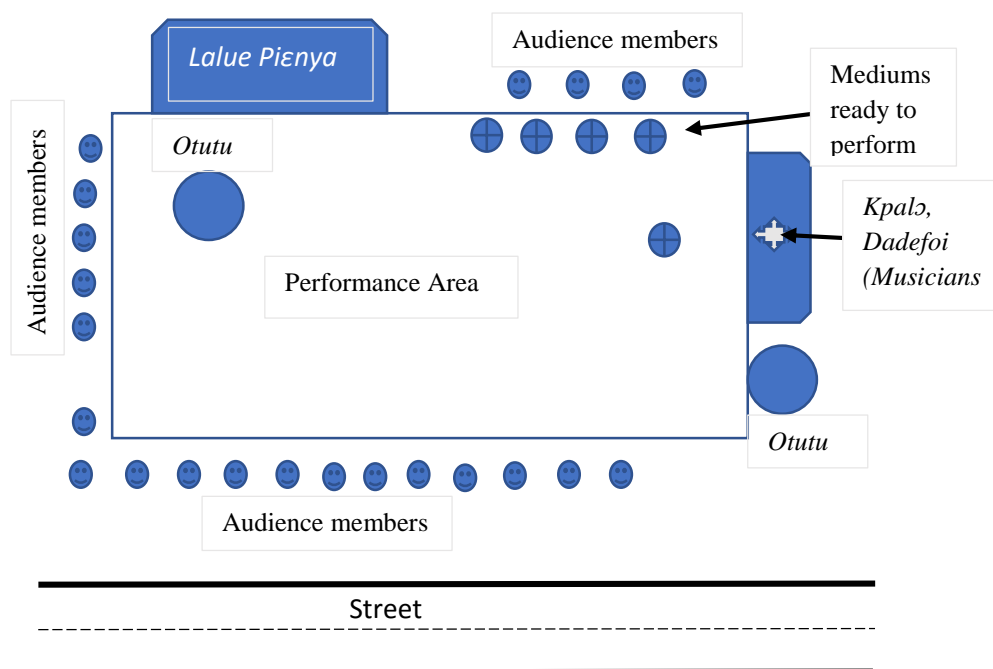 Lalue Piɛnya
Audience members
Mediums
ready to
perform
Otutu
Audience members
Kpalɔ,
Dadefoi
(Musicians
Performance Area
Otutu
Audience members
Street